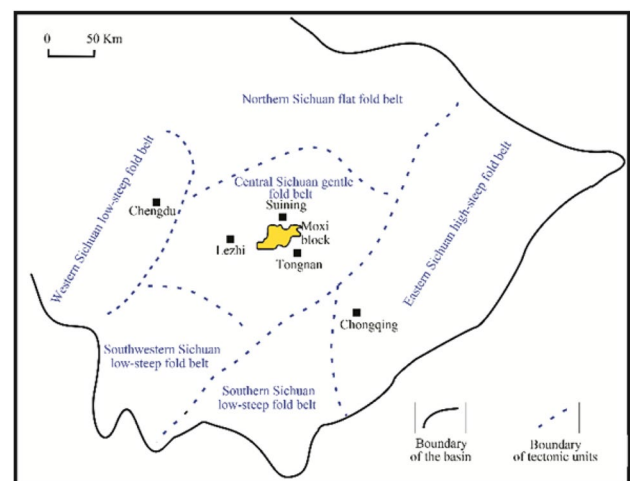 0 50 Km
Northern Sichuan flat fold belt
Western Sichuan low-steep fold belt
Central Sichuan gentle
fold belt
Eastern Sichuan high-steep fold belt
Chengdu
Suining
Moxi
block
Lezhi
Tongnan
Chongqing
Southwestern Sichuan
low-steep fold belt
Southern Sichuan
low-steep fold belt
Boundary
of the basin
Boundary
of tectonic units